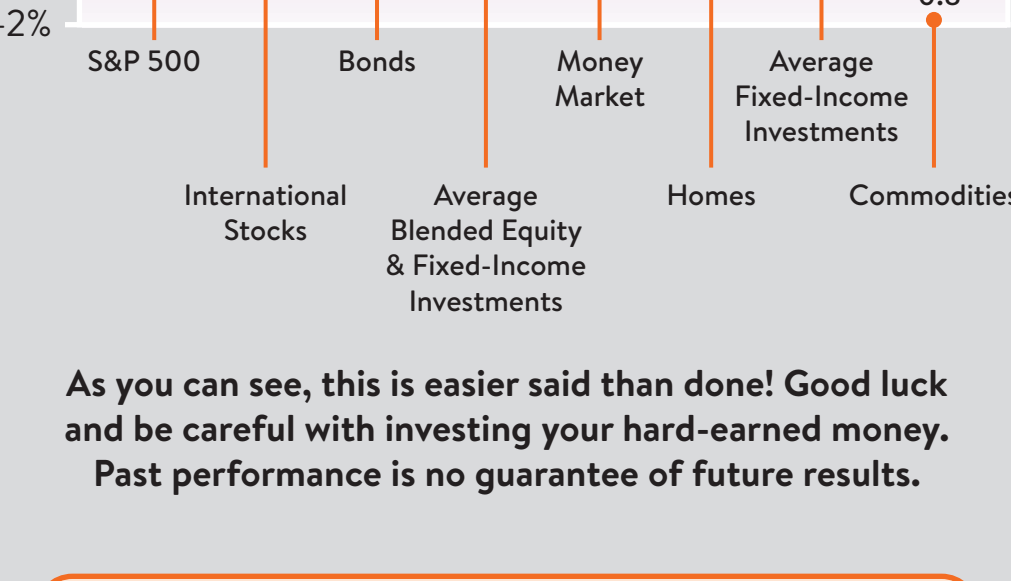 -2%
S&P 500
Bonds
Money
Market
Average
Fixed-Income
Investments
International
Stocks
Average
Blended Equity
& Fixed-Income
Investments
Homes
Commodities
As you can see, this is easier said than done! Good luck
and be careful with investing your hard-earned money.
Past performance is no guarantee of future results.